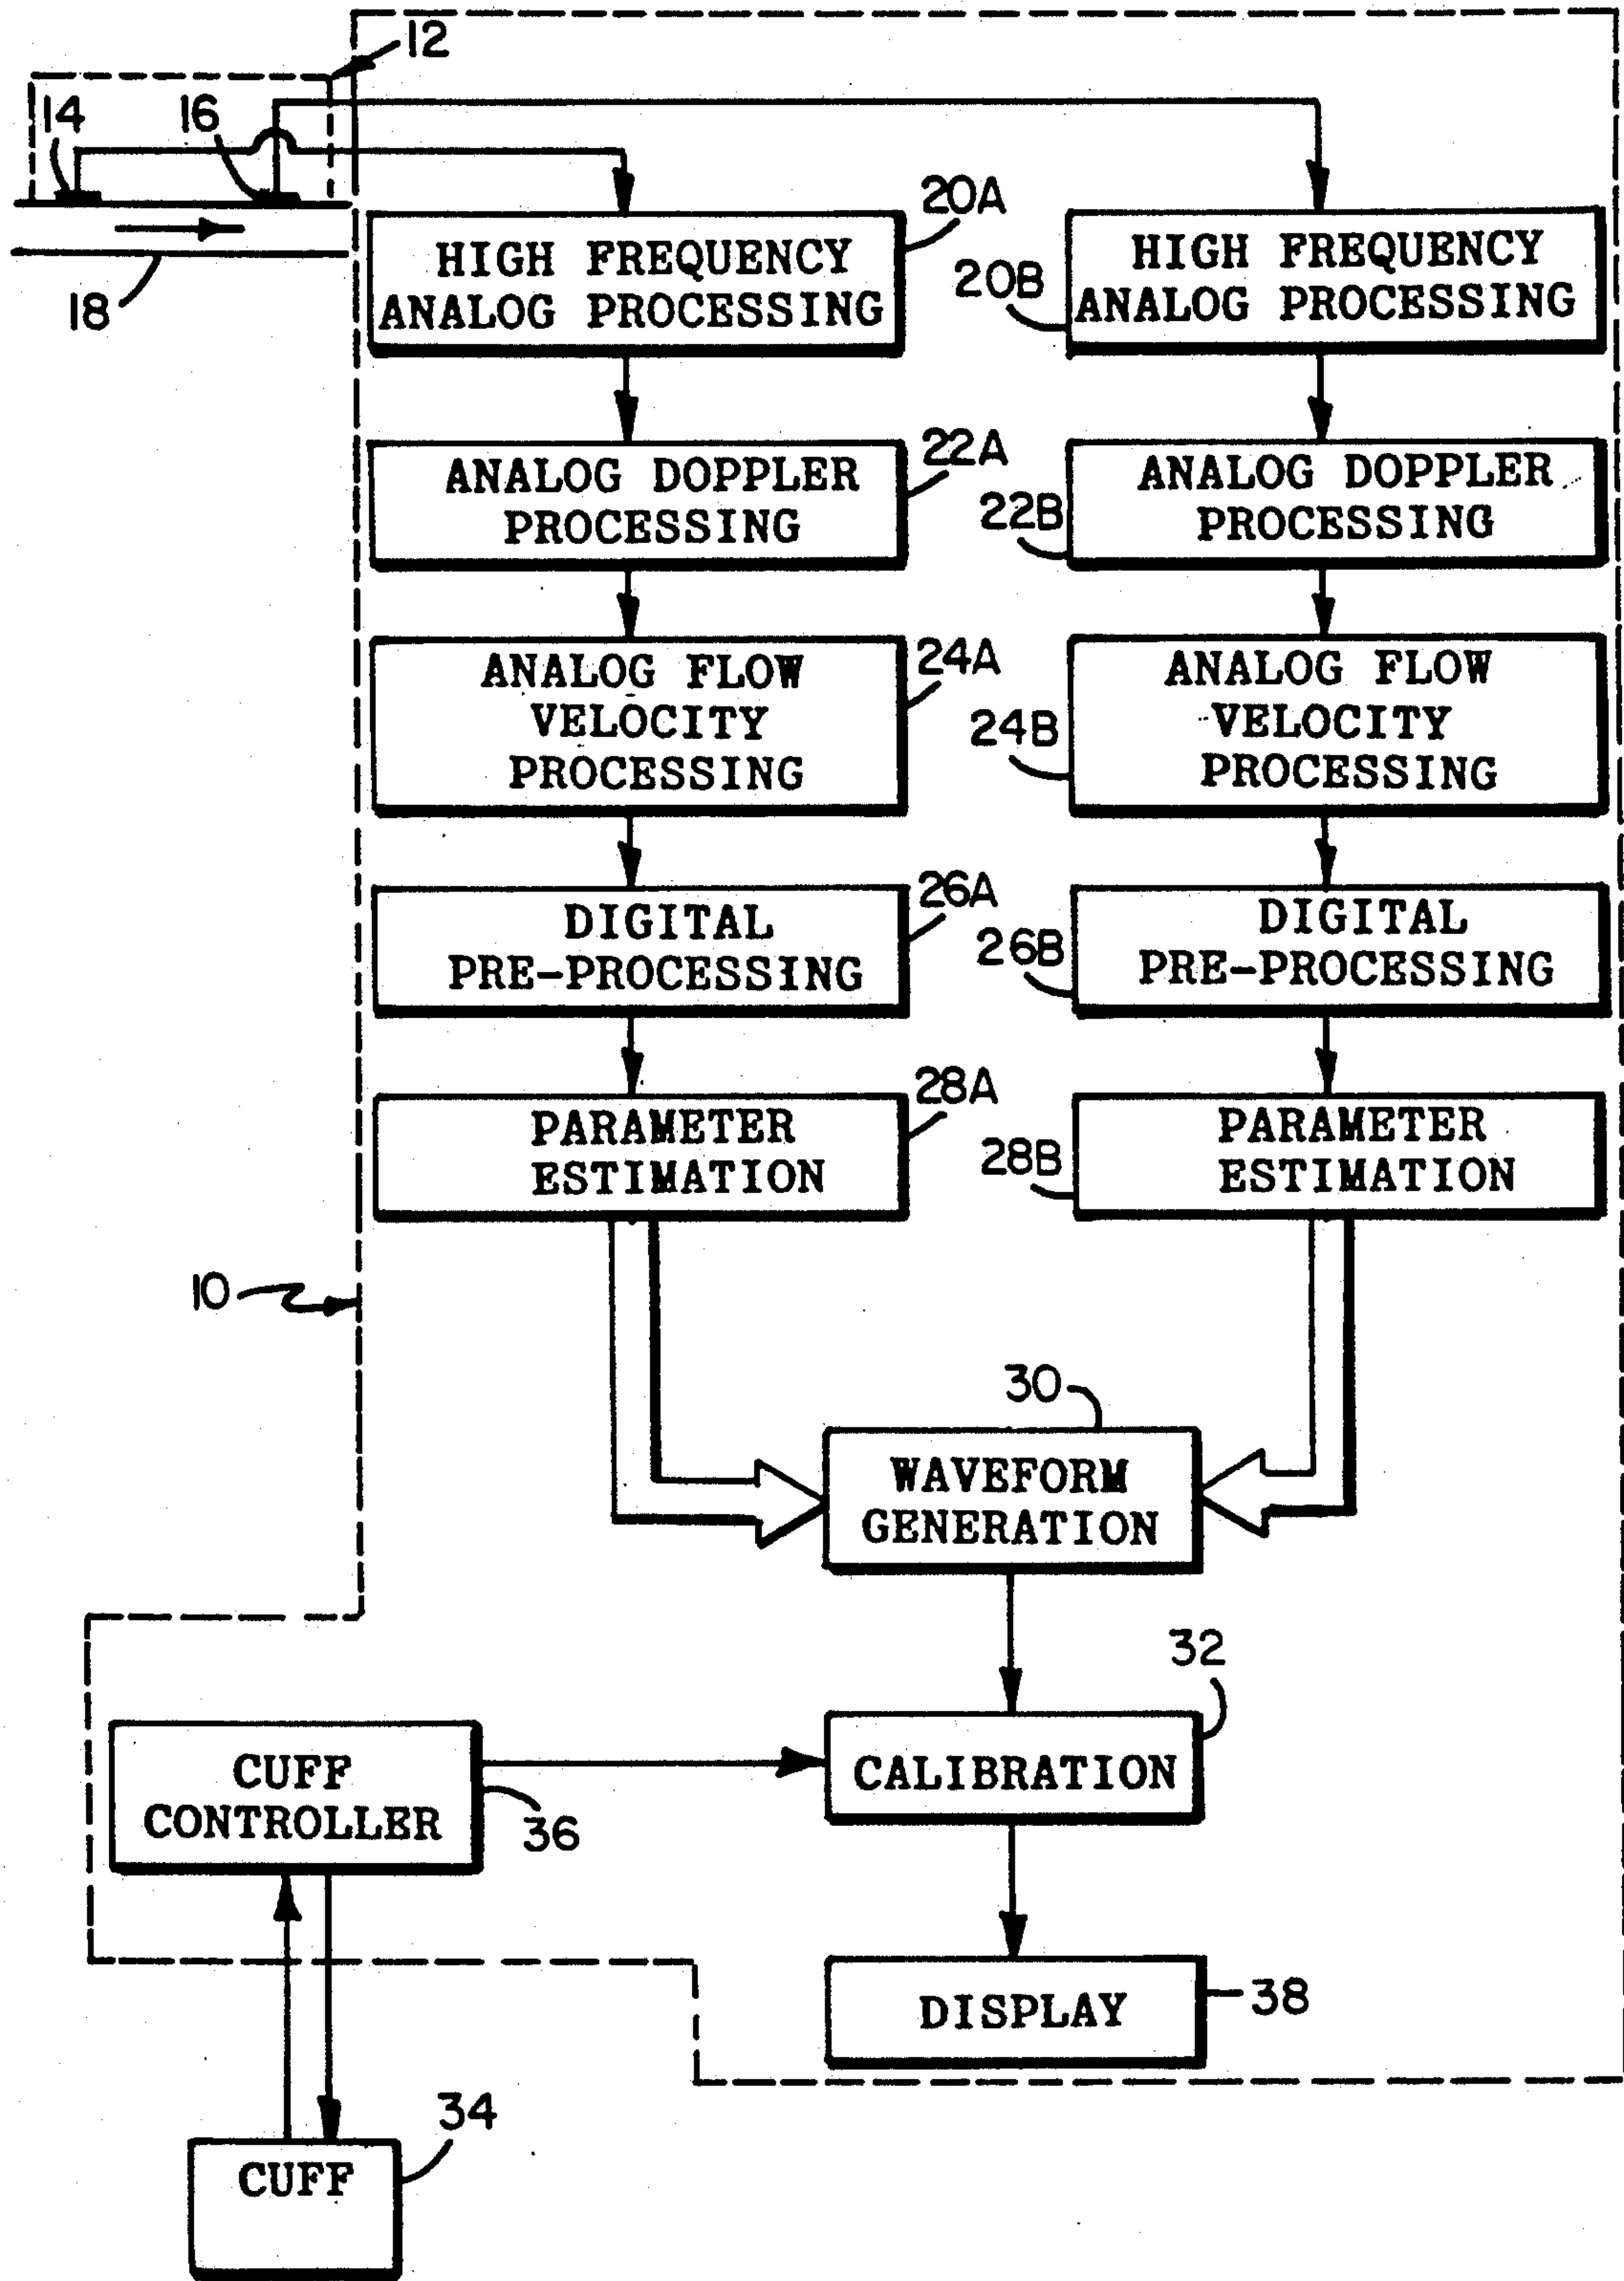 12
14
16
18
20A
HIGH FREQUENCY
ANALOG PROCESSING
20B
HIGH FREQUENCY
ANALOG PROCESSING
22A
ANALOG DOPPLER
PROCESSING
22B
ANALOG DOPPLER
PROCESSING
24A
ANALOG FLOW
VELOCITY
PROCESSING
24B
ANALOG FLOW
VELOCITY
PROCESSING
26A
DIGITAL
PRE-PROCESSING
26B
DIGITAL
PRE-PROCESSING
28A
PARAMETER
ESTIMATION
28B
PARAMETER
ESTIMATION
10
30
WAVEFORM
GENERATION
32
CALIBRATION
CUFF
CONTROLLER
36
DISPLAY
38
34
CUFF